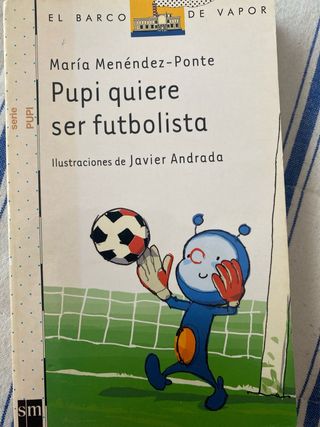 EL BARCO DE VAPOR
María Menéndez-Ponte
Pupi quiere
ser futbolista
Ilustraciones de Javier Andrada
serie PUPI
sm